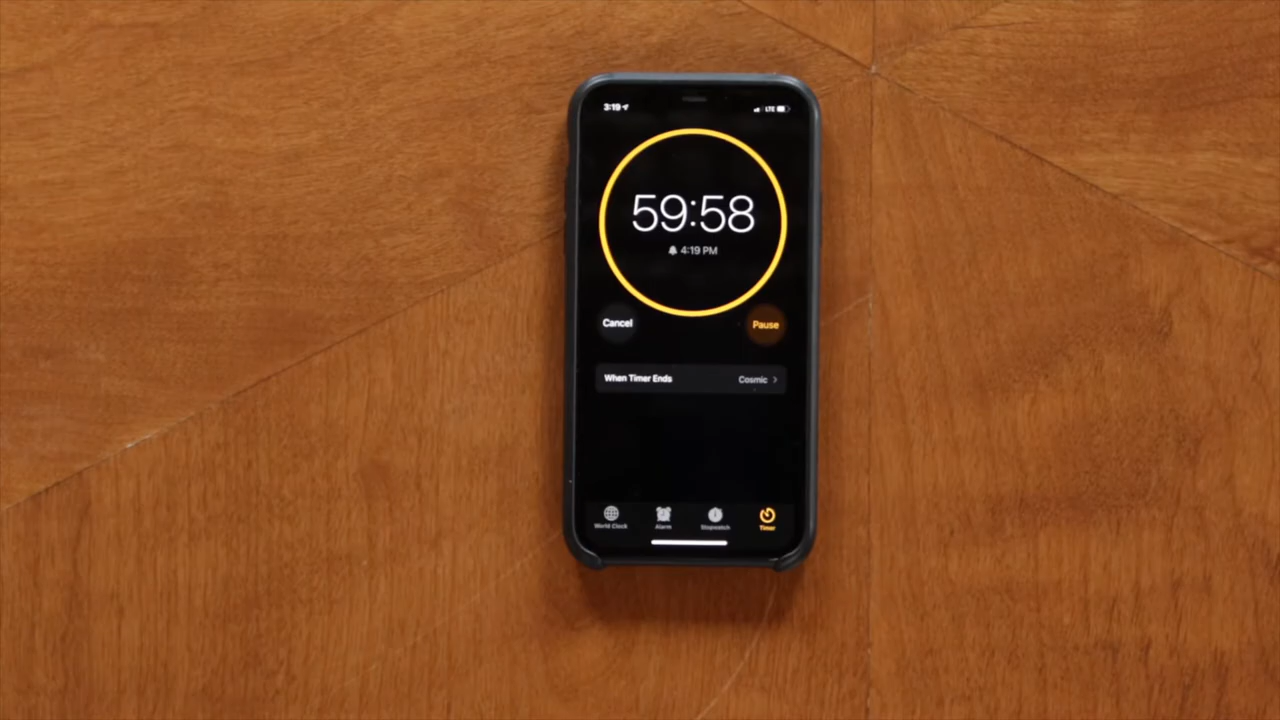 3:19 LTE
59:58
4:19 PM
Cancel Pause
When Timer Ends Cosmic
World Clock Alarm Stopwatch Timer